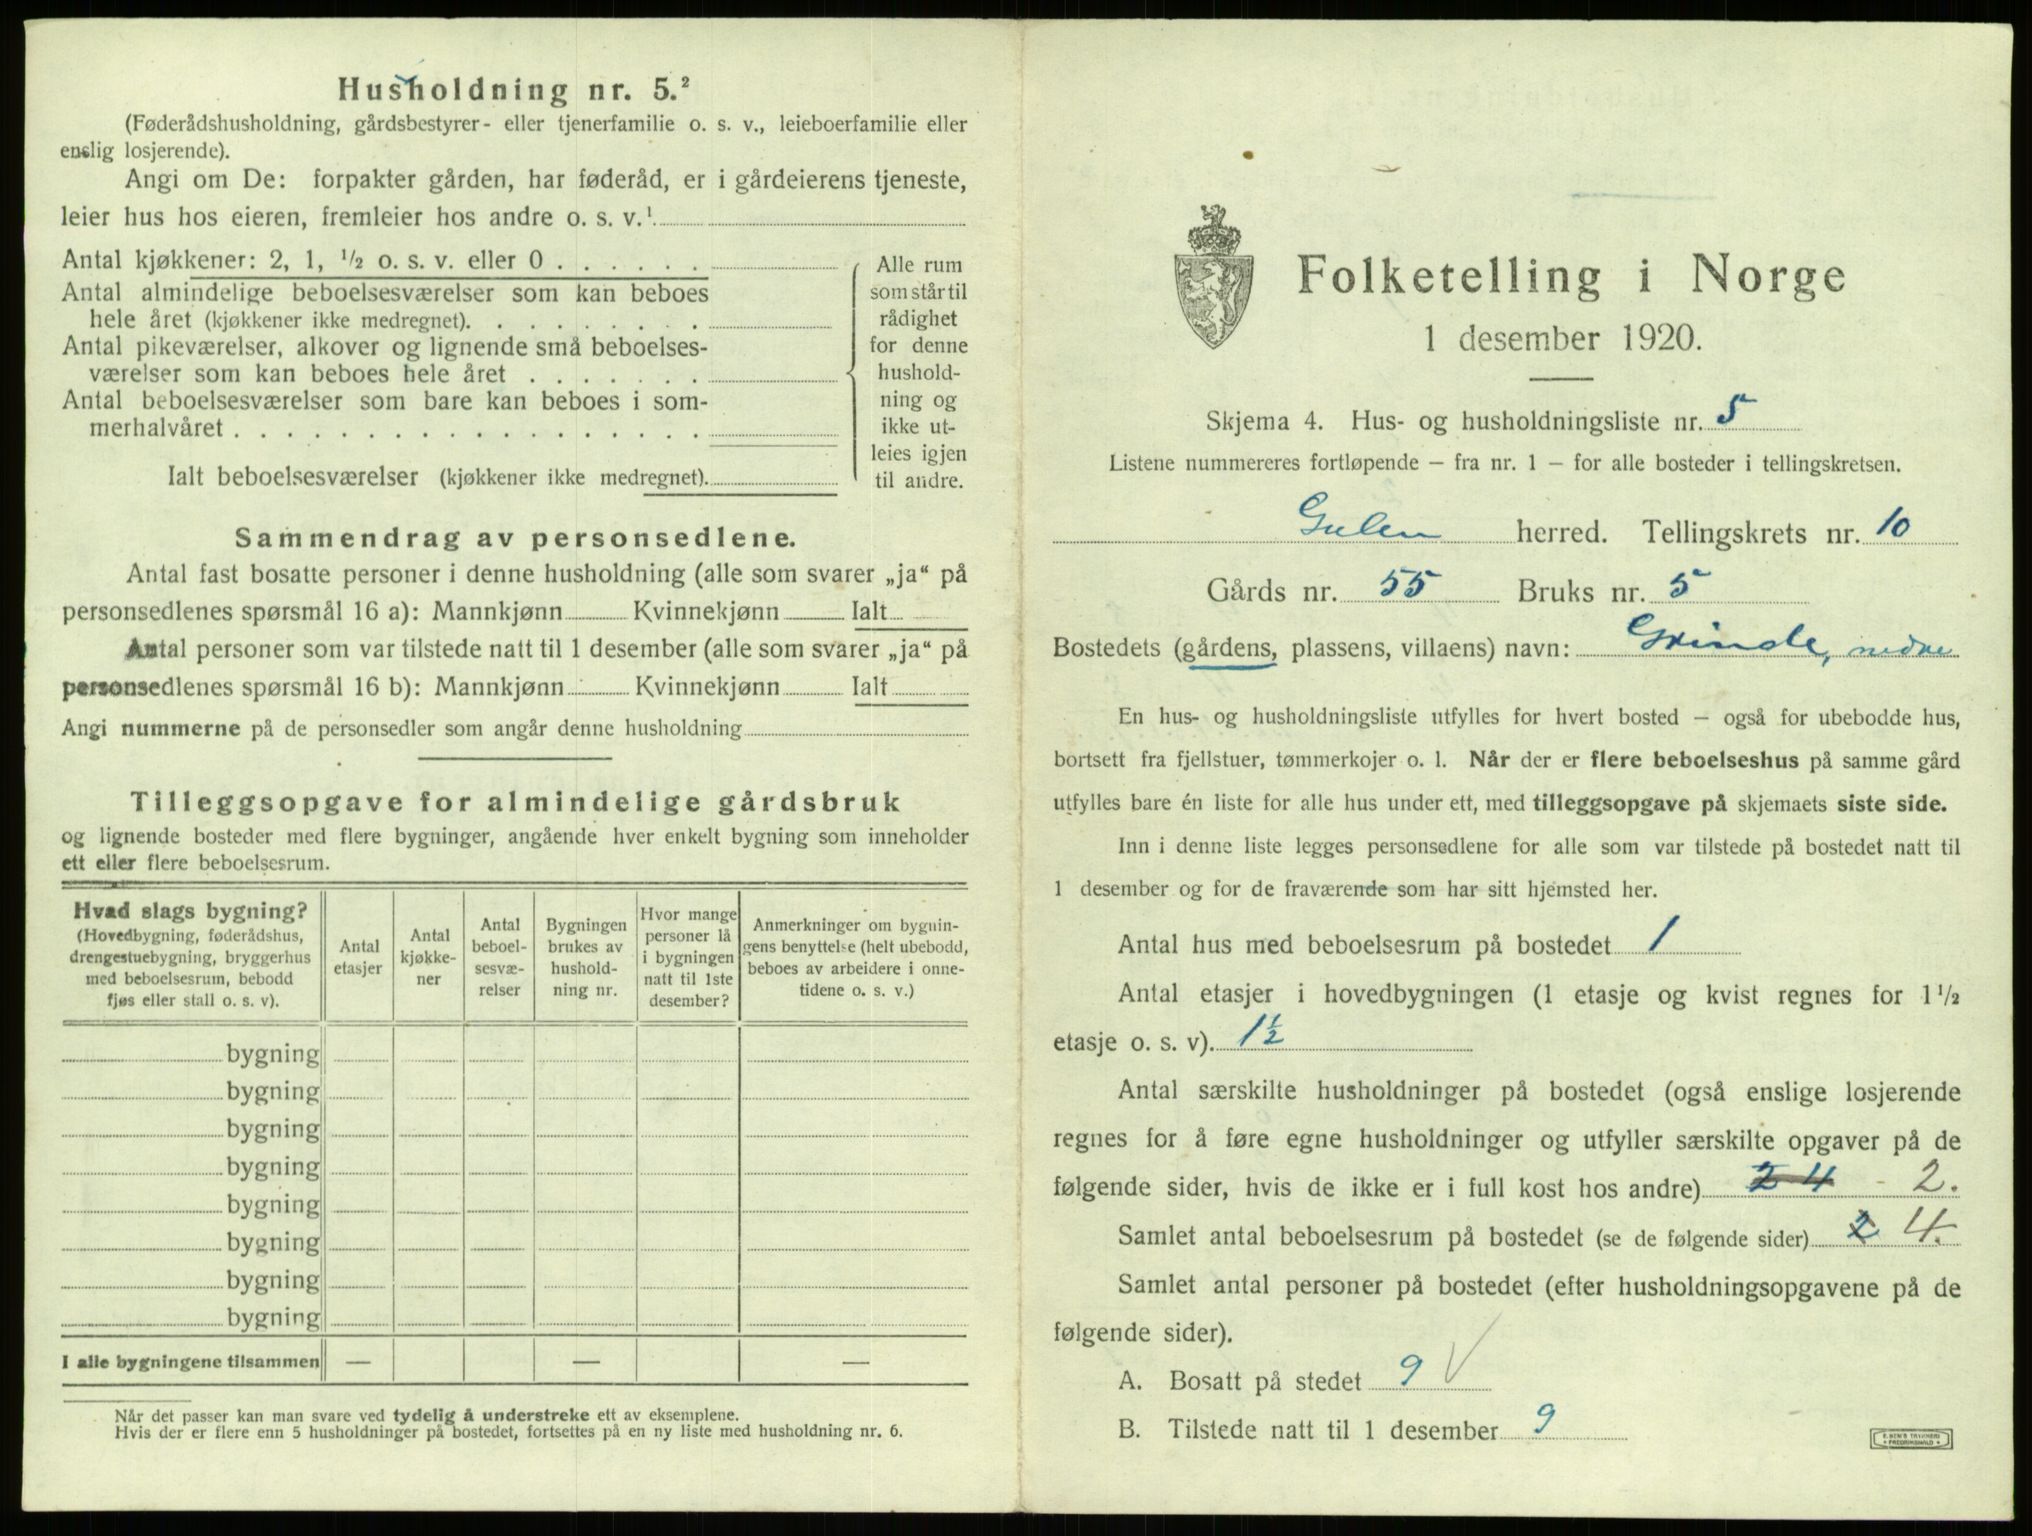 Husholdning nr. 5.²
(Føderådshusholdning, gårdsbestyrer- eller tjenerfamilie o. s. v., leieboerfamilie eller
enslig losjerende).
Angi om De: forpakter gården, har føderåd, er i gårdeierens tjeneste,
leier hus hos eieren, fremleier hos andre o. s. v.¹
Antal kjøkkener: 2, 1, ½ o. s. v. eller 0 . . . . . .
Antal almindelige beboelsesværelser som kan beboes
hele året (kjøkkener ikke medregnet). . . . . . . . .
Antal pikeværelser, alkover og lignende små beboelses-
værelser som kan beboes hele året . . . . . . .
Antal beboelsesværelser som bare kan beboes i som-
merhalvåret . . . . . . . . . . . . . . . . . .
Ialt beboelsesværelser (kjøkkener ikke medregnet).
Alle rum
som står til
rådighet
for denne
hushold-
ning og
ikke ut-
leies igjen
til andre.
Sammendrag av personsedlene.
Antal fast bosatte personer i denne husholdning (alle som svarer „ja“ på
personsedlenes spørsmål 16 a): Mannkjønn Kvinnekjønn Ialt
Antal personer som var tilstede natt til 1 desember (alle som svarer „ja“ på
personsedlenes spørsmål 16 b): Mannkjønn Kvinnekjønn Ialt
Angi nummerne på de personsedler som angår denne husholdning
Tilleggsopgave for almindelige gårdsbruk
og lignende bosteder med flere bygninger, angående hver enkelt bygning som inneholder
ett eller flere beboelsesrum.
Hvad slags bygning?
(Hovedbygning, føderådshus,
drengestuebygning, bryggerhus
med beboelsesrum, bebodd
fjøs eller stall o. s. v).
Antal
etasjer
Antal
kjøkke-
ner
Antal
beboel-
sesvæ-
relser
Bygningen
brukes av
hushold-
ning nr.
Hvor mange
personer lå
i bygningen
natt til 1ste
desember?
Anmerkninger om bygnin-
gens benyttelse (helt ubebodd,
beboes av arbeidere i onne-
tidene o. s. v.)
bygning
bygning
bygning
bygning
bygning
bygning
bygning
bygning
I alle bygningene tilsammen — — —
Når det passer kan man svare ved tydelig å understreke ett av eksemplene.
Hvis der er flere enn 5 husholdninger på bostedet, fortsettes på en ny liste med husholdning nr. 6.
Folketelling i Norge
1 desember 1920.
Skjema 4. Hus- og husholdningsliste nr. 5
Listene nummereres fortløpende – fra nr. 1 – for alle bosteder i tellingskretsen.
Gulen herred. Tellingskrets nr. 10
Gårds nr. 55 Bruks nr. 5
Bostedets (gårdens, plassens, villaens) navn: Grinde, nedre
En hus- og husholdningsliste utfylles for hvert bosted – også for ubebodde hus,
bortsett fra fjellstuer, tømmerkojer o. l. Når der er flere beboelseshus på samme gård
utfylles bare én liste for alle hus under ett, med tilleggsopgave på skjemaets siste side.
Inn i denne liste legges personsedlene for alle som var tilstede på bostedet natt til
1 desember og for de fraværende som har sitt hjemsted her.
Antal hus med beboelsesrum på bostedet 1
Antal etasjer i hovedbygningen (1 etasje og kvist regnes for 1½
etasje o. s. v). 1½
Antal særskilte husholdninger på bostedet (også enslige losjerende
regnes for å føre egne husholdninger og utfyller særskilte opgaver på de
følgende sider, hvis de ikke er i full kost hos andre) 2 4 - 2.
Samlet antal beboelsesrum på bostedet (se de følgende sider) 2 4.
Samlet antal personer på bostedet (efter husholdningsopgavene på de
følgende sider).
A. Bosatt på stedet 9
B. Tilstede natt til 1 desember 9